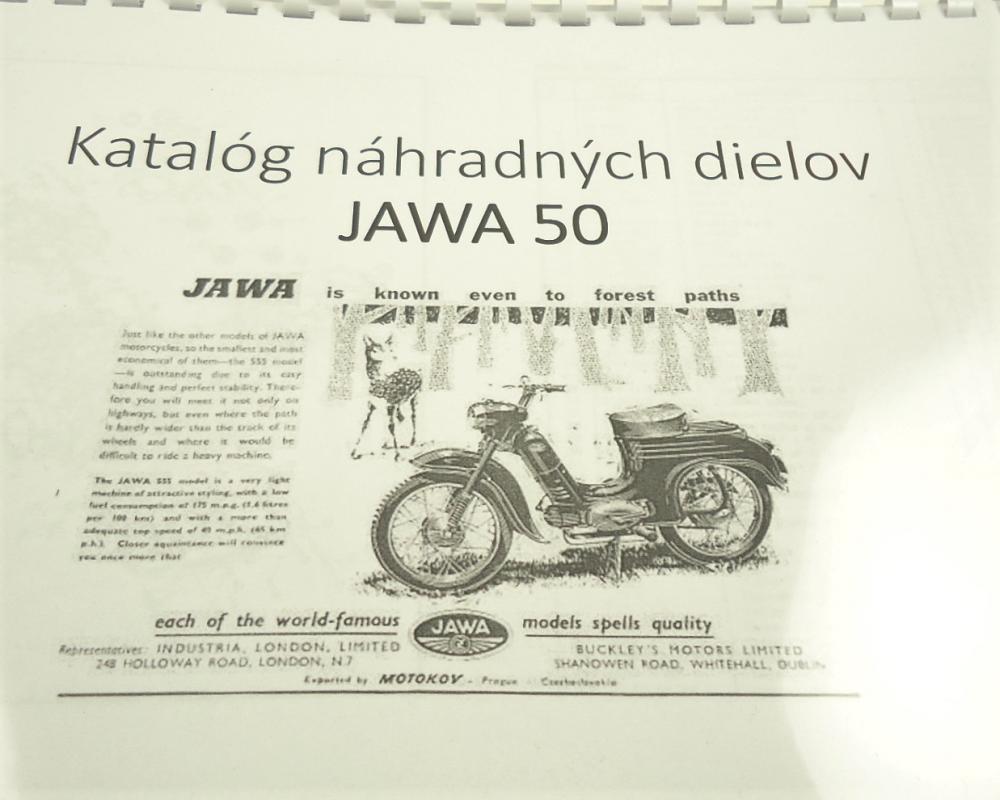 Katalóg náhradných dielov
JAWA 50
JAWA is known even to forest paths
Just like the other models of JAWA
motorcycles, so the smallest and most
economical of them—the 555 model
—is outstanding due to its easy
handling and perfect stability. There-
fore you will meet it not only on
highways, but even where the path
is hardly wider than the track of its
wheels and where it would be
difficult to ride a heavy machine.
The JAWA 555 model is a very light
machine of attractive styling, with a low
fuel consumption of 175 m.p.g. (1.6 litres
per 100 km) and with a more than
adequate top speed of 41 m.p.h. (65 km
p.h.). Closer aquaintance will convince
you once more that
each of the world-famous JAWA models spells quality
Representatives: INDUSTRIA, LONDON, LIMITED
248 HOLLOWAY ROAD, LONDON, N.7
BUCKLEY'S MOTORS LIMITED
SHANOWEN ROAD, WHITEHALL, DUBLIN
Exported by MOTOKOV - Prague - Czechoslovakia